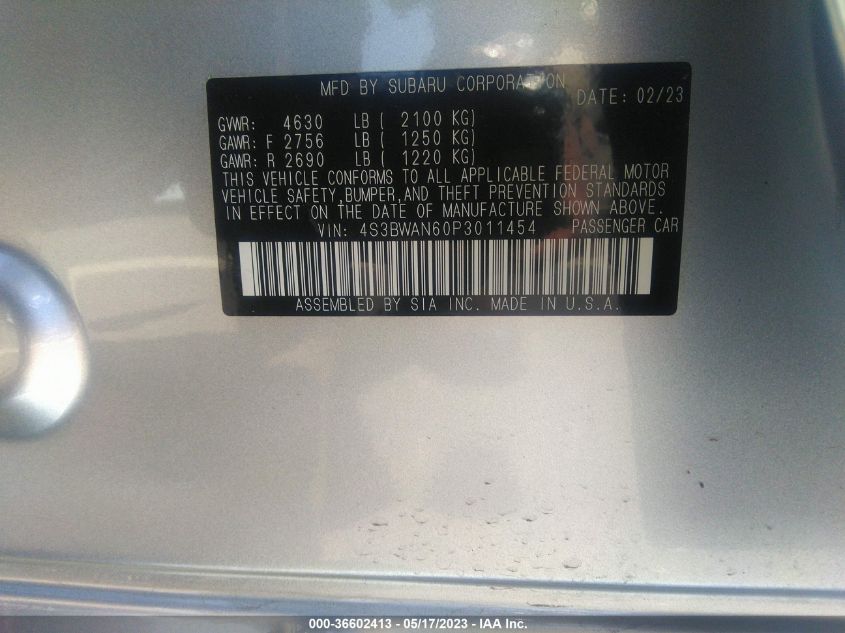 MFD BY SUBARU CORPORATION
DATE: 02/23
GVWR: 4630 LB ( 2100 KG)
GAWR: F 2756 LB ( 1250 KG)
GAWR: R 2690 LB ( 1220 KG)
THIS VEHICLE CONFORMS TO ALL APPLICABLE FEDERAL MOTOR
VEHICLE SAFETY,BUMPER,AND THEFT PREVENTION STANDARDS
IN EFFECT ON THE DATE OF MANUFACTURE SHOWN ABOVE.
VIN: 4S3BWAN60P3011454 PASSENGER CAR
ASSEMBLED BY SIA INC. MADE IN U.S.A.
000-36602413 - 05/17/2023 - IAA Inc.